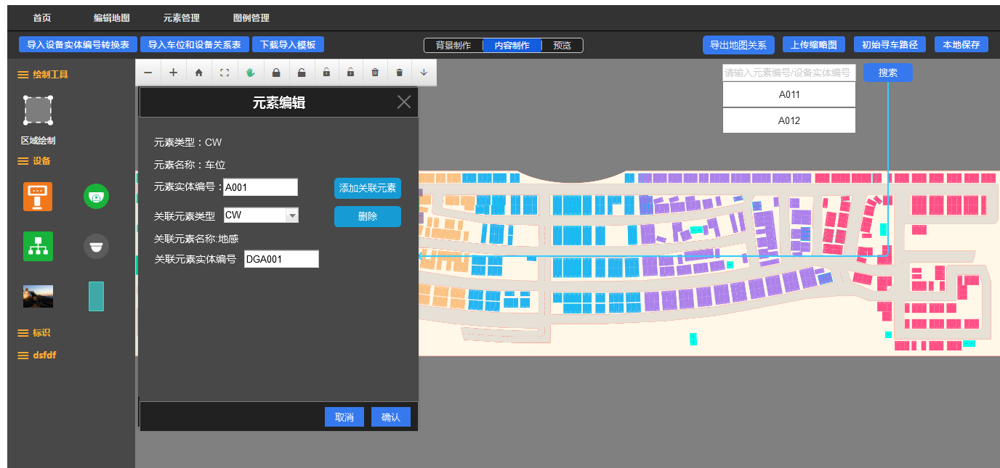 首页 编辑地图 元素管理 图例管理
导入设备实体编号转换表 导入车位和设备关系表 下载导入模板 背景制作 内容制作 预览 导出地图关系 上传缩略图 初始寻车路径 本地保存
绘制工具
请输入元素编号/设备实体编号 搜索
A011
A012
元素编辑
区域绘制
元素类型：CW
设备
元素名称：车位
元素实体编号：A001 添加关联元素
关联元素类型 CW 删除
关联元素名称:地感
关联元素实体编号 DGA001
标识
dsfdf
取消 确认